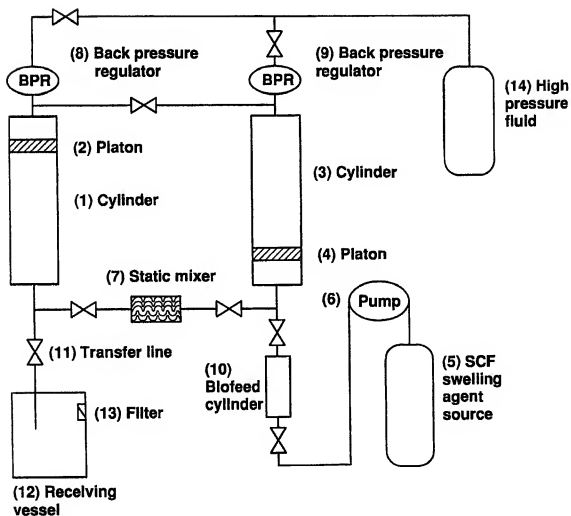 (8) Back pressure
regulator
(9) Back pressure
regulator
BPR
BPR
(14) High
pressure
fluid
(2) Platon
(3) Cylinder
(1) Cylinder
(4) Platon
(7) Static mixer
(6)
Pump
(11) Transfer line
(10)
Biofeed
cylinder
(5) SCF
swelling
agent
source
(13) Filter
(12) Receiving
vessel